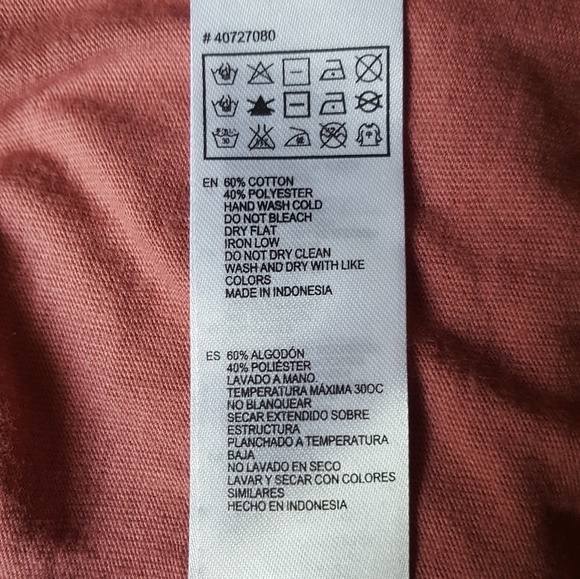 # 40727080
EN 60% COTTON
40% POLYESTER
HAND WASH COLD
DO NOT BLEACH
DRY FLAT
IRON LOW
DO NOT DRY CLEAN
WASH AND DRY WITH LIKE
COLORS
MADE IN INDONESIA
ES 60% ALGODÓN
40% POLIÉSTER
LAVADO A MANO.
TEMPERATURA MÁXIMA 30OC
NO BLANQUEAR
SECAR EXTENDIDO SOBRE
ESTRUCTURA
PLANCHADO A TEMPERATURA
BAJA
NO LAVADO EN SECO
LAVAR Y SECAR CON COLORES
SIMILARES
HECHO EN INDONESIA